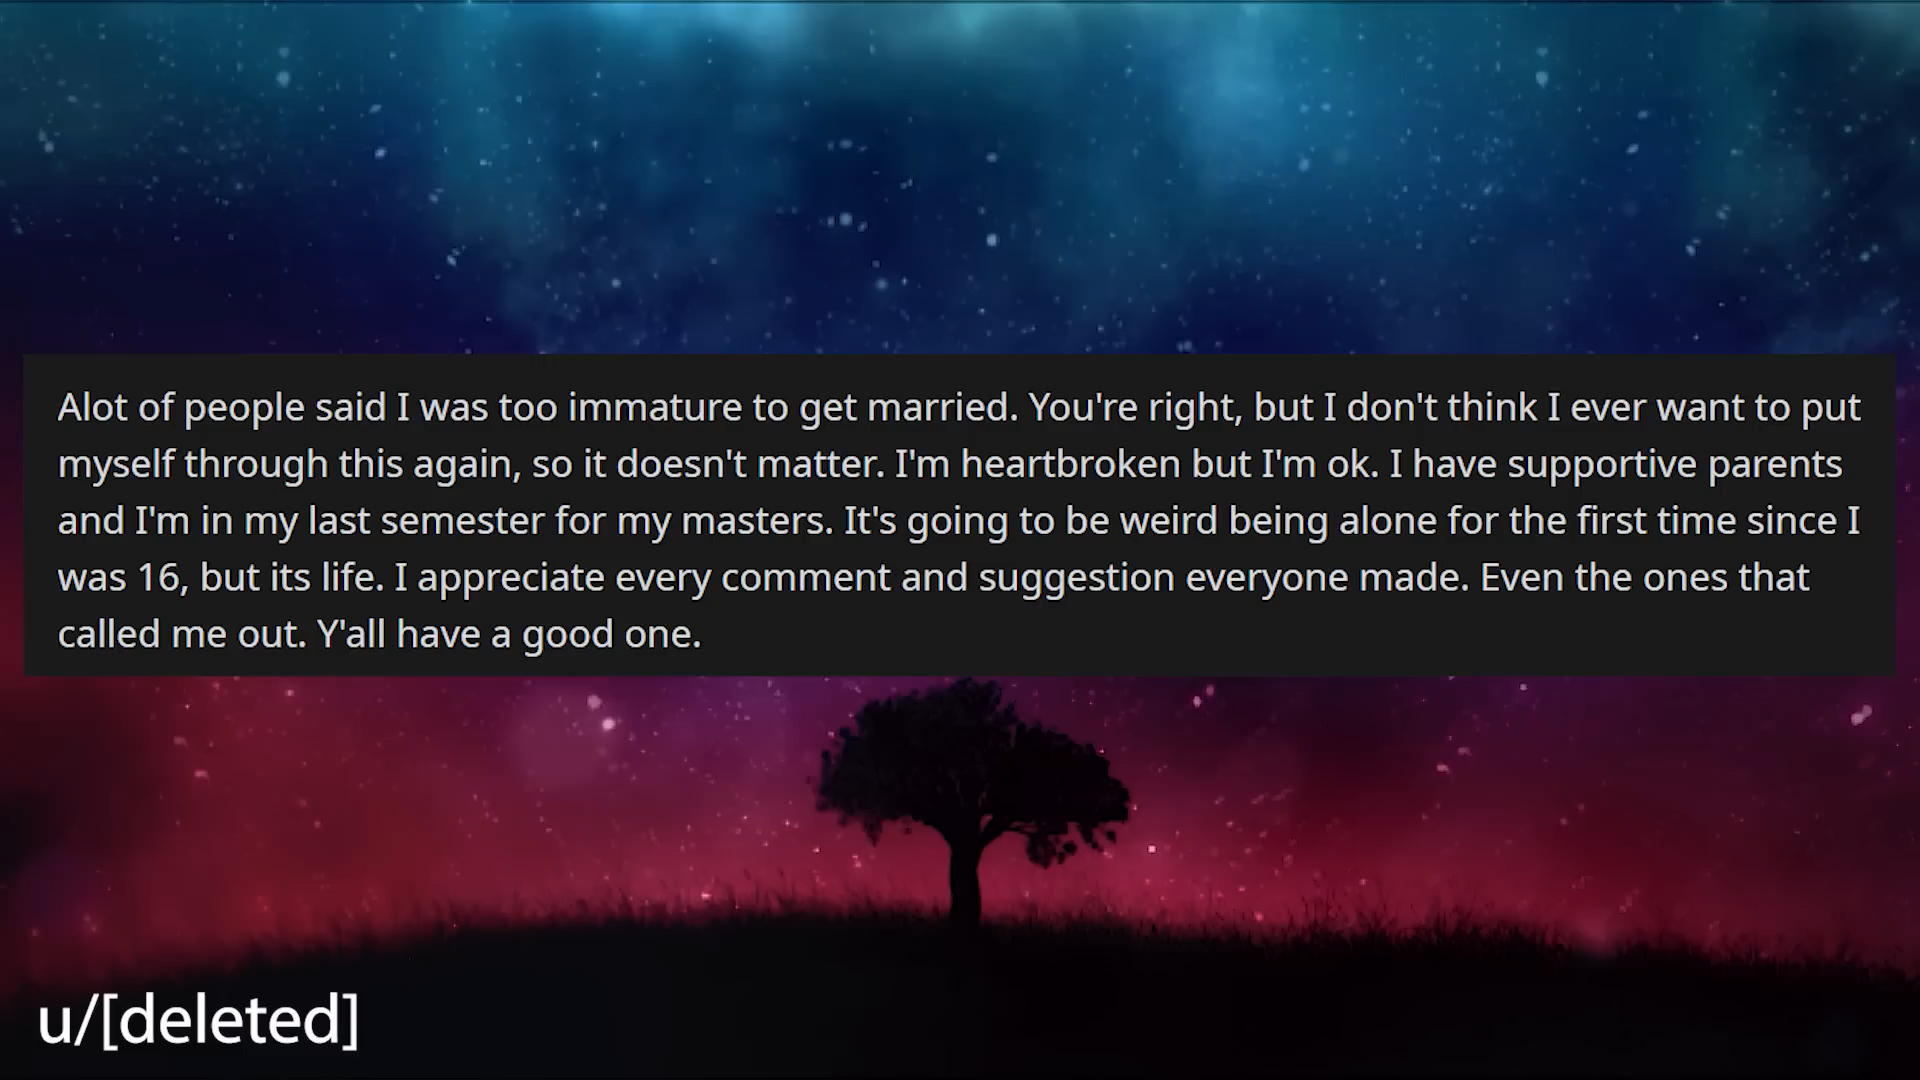 Alot of people said I was too immature to get married. You're right, but I don't think I ever want to put
myself through this again, so it doesn't matter. I'm heartbroken but I'm ok. I have supportive parents
and I'm in my last semester for my masters. It's going to be weird being alone for the first time since I
was 16, but its life. I appreciate every comment and suggestion everyone made. Even the ones that
called me out. Y'all have a good one.
u/[deleted]